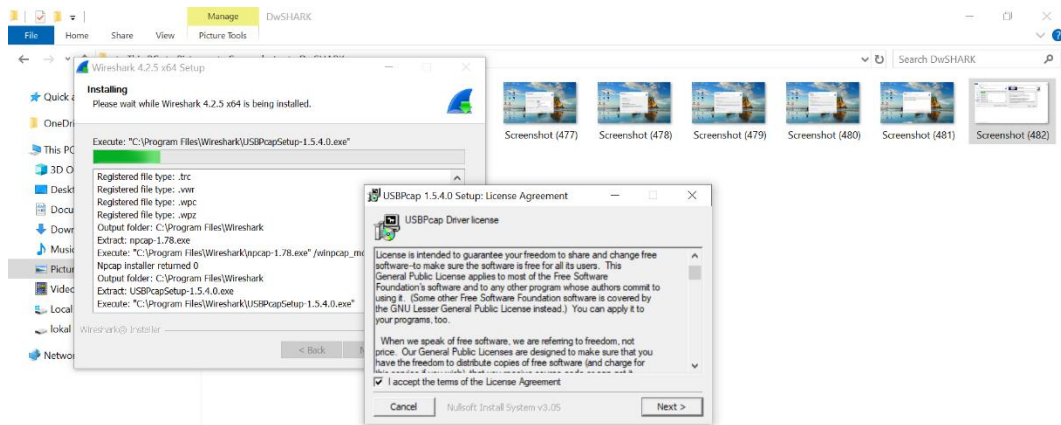 Manage
DwSHARK
File
Home
Share
View
Picture Tools
Search DwSHARK
Quick
OneDri
This PC
3D O
Deskt
Docu
Down
Music
Pictur
Video
Local
lokal
Networ
Wireshark 4.2.5 x64 Setup
Installing
Please wait while Wireshark 4.2.5 x64 is being installed.
Execute: "C:\Program Files\Wireshark\USBPcapSetup-1.5.4.0.exe"
Registered file type: .trc
Registered file type: .vwr
Registered file type: .wpc
Registered file type: .wpz
Output folder: C:\Program Files\Wireshark
Extract: npcap-1.78.exe
Execute: "C:\Program Files\Wireshark\npcap-1.78.exe" /winpcap_mo
Npcap installer returned 0
Output folder: C:\Program Files\Wireshark
Extract: USBPcapSetup-1.5.4.0.exe
Execute: "C:\Program Files\Wireshark\USBPcapSetup-1.5.4.0.exe"
Wireshark® Installer
< Back
N
Screenshot (477)
Screenshot (478)
Screenshot (479)
Screenshot (480)
Screenshot (481)
Screenshot (482)
USBPcap 1.5.4.0 Setup: License Agreement
USBPcap Driver license
License is intended to guarantee your freedom to share and change free
software--to make sure the software is free for all its users. This
General Public License applies to most of the Free Software
Foundation's software and to any other program whose authors commit to
using it. (Some other Free Software Foundation software is covered by
the GNU Lesser General Public License instead.) You can apply it to
your programs, too.
When we speak of free software, we are referring to freedom, not
price. Our General Public Licenses are designed to make sure that you
have the freedom to distribute copies of free software (and charge for
I accept the terms of the License Agreement
Cancel
Nullsoft Install System v3.05
Next >